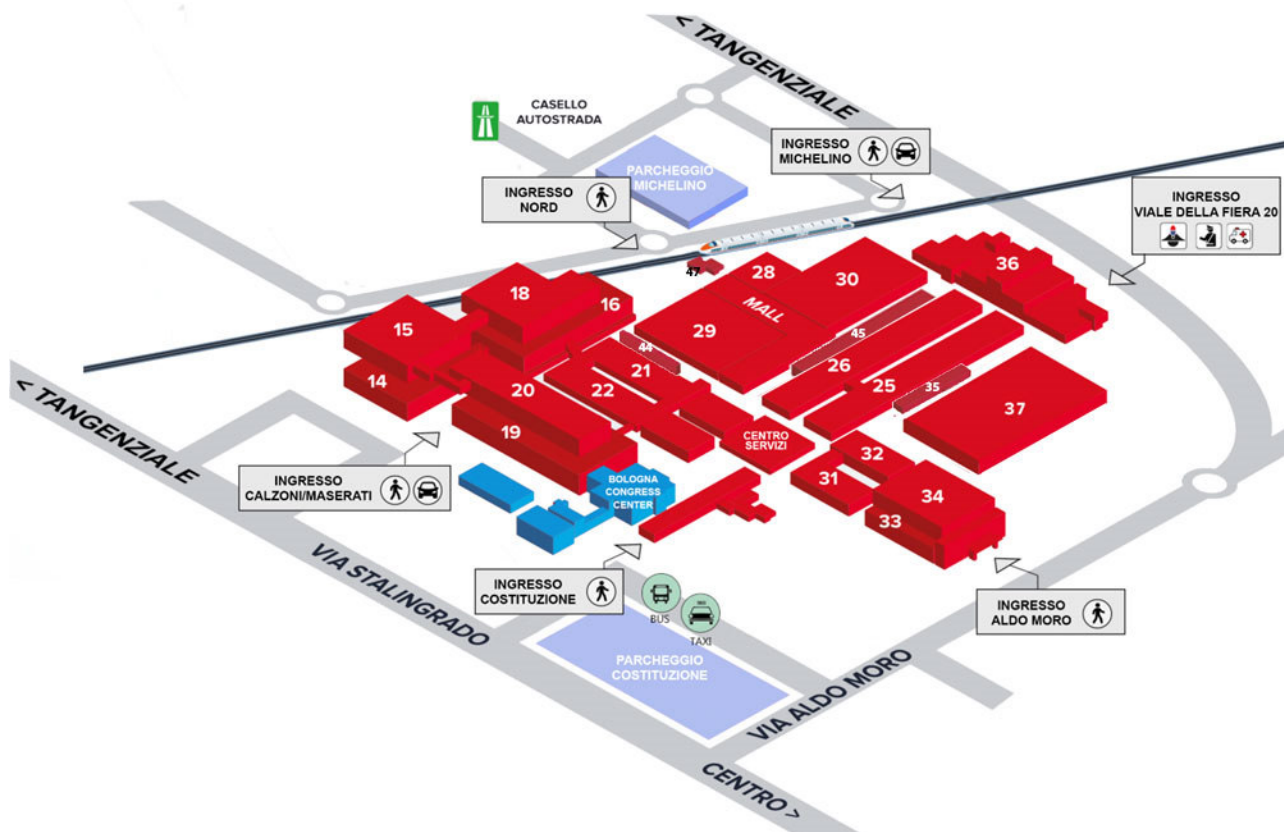 < TANGENZIALE
CASELLO
AUTOSTRADA
INGRESSO
MICHELINO
PARCHEGGIO
MICHELINO
INGRESSO
NORD
INGRESSO
VIALE DELLA FIERA 20
47
28
30
36
18
16
MALL
15
29
45
44
26
21
14
20
22
25
35
37
19
CENTRO
SERVIZI
32
31
34
33
< TANGENZIALE
INGRESSO
CALZONI/MASERATI
BOLOGNA
CONGRESS
CENTER
INGRESSO
COSTITUZIONE
BUS
TAXI
INGRESSO
ALDO MORO
VIA STALINGRADO
PARCHEGGIO
COSTITUZIONE
VIA ALDO MORO
CENTRO >